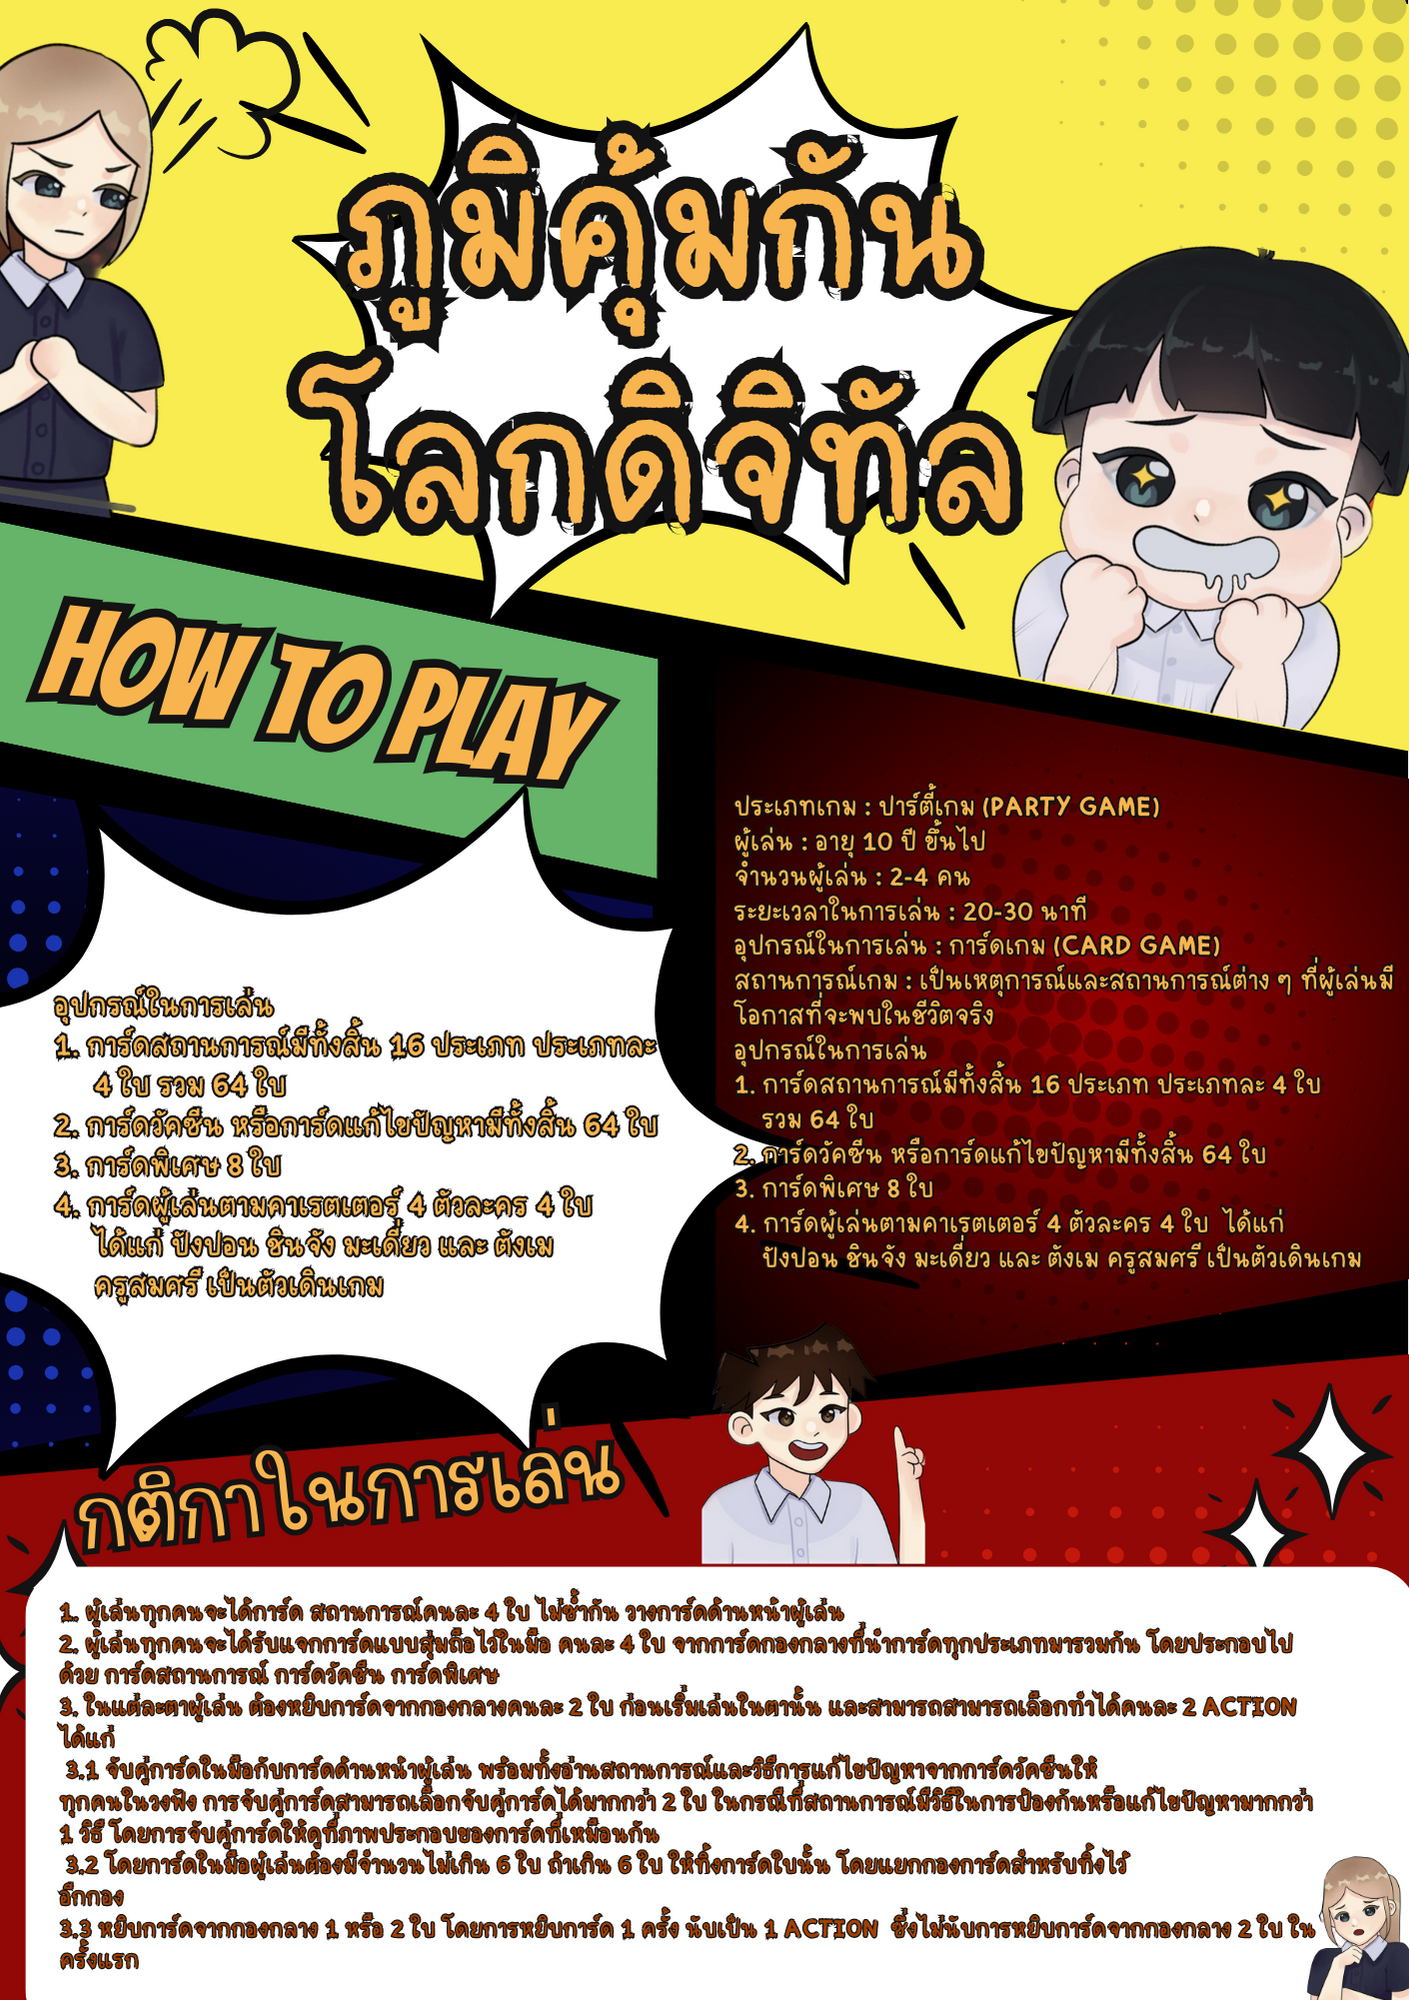 ภูมิคุ้มกัน
โลกดิจิทัล
HOW TO PLAY
ประเภทเกม : ปาร์ตี้เกม (PARTY GAME)
ผู้เล่น : อายุ 10 ปี ขึ้นไป
จำนวนผู้เล่น : 2-4 คน
ระยะเวลาในการเล่น : 20-30 นาที
อุปกรณ์ในการเล่น : การ์ดเกม (CARD GAME)
สถานการณ์เกม : เป็นเหตุการณ์และสถานการณ์ต่าง ๆ ที่ผู้เล่นมี
โอกาสที่จะพบในชีวิตจริง
อุปกรณ์ในการเล่น
1. การ์ดสถานการณ์มีทั้งสิ้น 16 ประเภท ประเภทละ 4 ใบ
รวม 64 ใบ
2. การ์ดวัคซีน หรือการ์ดแก้ไขปัญหามีทั้งสิ้น 64 ใบ
3. การ์ดพิเศษ 8 ใบ
4. การ์ดผู้เล่นตามคาเรตเตอร์ 4 ตัวละคร 4 ใบ ได้แก่
ปังปอน ชินจัง มะเดี่ยว และ ตังเม ครูสมศรี เป็นตัวเดินเกม
อุปกรณ์ในการเล่น
1. การ์ดสถานการณ์มีทั้งสิ้น 16 ประเภท ประเภทละ
4 ใบ รวม 64 ใบ
2. การ์ดวัคซีน หรือการ์ดแก้ไขปัญหามีทั้งสิ้น 64 ใบ
3. การ์ดพิเศษ 8 ใบ
4. การ์ดผู้เล่นตามคาเรตเตอร์ 4 ตัวละคร 4 ใบ
ได้แก่ ปังปอน ชินจัง มะเดี่ยว และ ตังเม
ครูสมศรี เป็นตัวเดินเกม
กติกาในการเล่น
1. ผู้เล่นทุกคนจะได้การ์ด สถานการณ์คนละ 4 ใบ ไม่ซ้ำกัน วางการ์ดด้านหน้าผู้เล่น
2. ผู้เล่นทุกคนจะได้รับแจกการ์ดแบบสุ่มถือไว้ในมือ คนละ 4 ใบ จากการ์ดกองกลางที่นำการ์ดทุกประเภทมารวมกัน โดยประกอบไป
ด้วย การ์ดสถานการณ์ การ์ดวัคซีน การ์ดพิเศษ
3. ในแต่ละตาผู้เล่น ต้องหยิบการ์ดจากกองกลางคนละ 2 ใบ ก่อนเริ่มเล่นในตานั้น และสามารถสามารถเลือกทำได้คนละ 2 ACTION
ได้แก่
3.1 จับคู่การ์ดในมือกับการ์ดด้านหน้าผู้เล่น พร้อมทั้งอ่านสถานการณ์และวิธีการแก้ไขปัญหาจากการ์ดวัคซีนให้
ทุกคนในวงฟัง การจับคู่การ์ดสามารถเลือกจับคู่การ์ดได้มากกว่า 2 ใบ ในกรณีที่สถานการณ์มีวิธีในการป้องกันหรือแก้ไขปัญหามากกว่า
1 วิธี โดยการจับคู่การ์ดให้ดูที่ภาพประกอบของการ์ดที่เหมือนกัน
3.2 โดยการ์ดในมือผู้เล่นต้องมีจำนวนไม่เกิน 6 ใบ ถ้าเกิน 6 ใบ ให้ทิ้งการ์ดใบนั้น โดยแยกกองการ์ดสำหรับทิ้งไว้
อีกกอง
3.3 หยิบการ์ดจากกองกลาง 1 หรือ 2 ใบ โดยการหยิบการ์ด 1 ครั้ง นับเป็น 1 ACTION ซึ่งไม่นับการหยิบการ์ดจากกองกลาง 2 ใบ ใน
ครั้งแรก